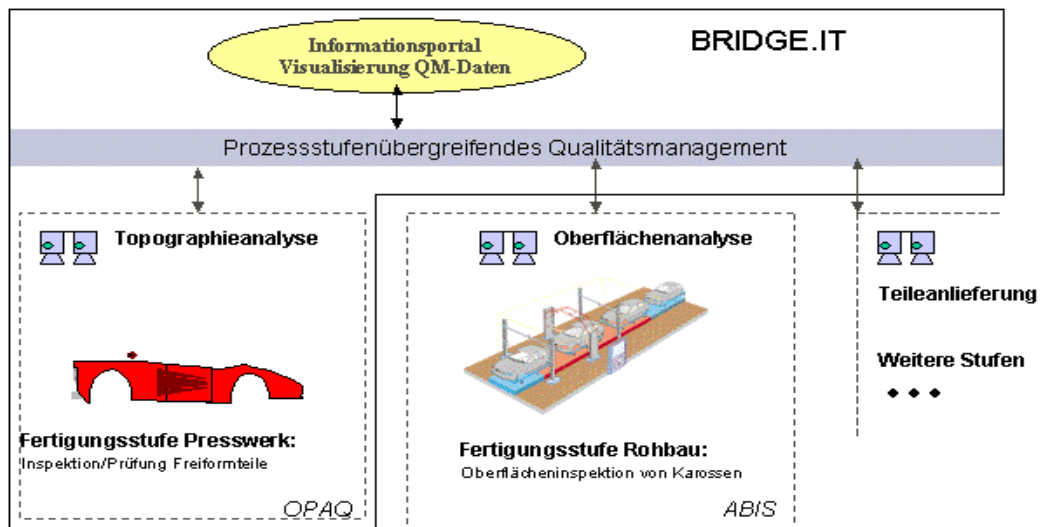 Informationsportal
Visualisierung QM-Daten
BRIDGE.IT
Prozessstufenübergreifendes Qualitätsmanagement
Topographieanalyse
Fertigungsstufe Presswerk:
Inspektion/Prüfung Freiformteile
OPAQ
Oberflächenanalyse
Fertigungsstufe Rohbau:
Oberflächeninspektion von Karossen
ABIS
Teileanlieferung
Weitere Stufen
• • •